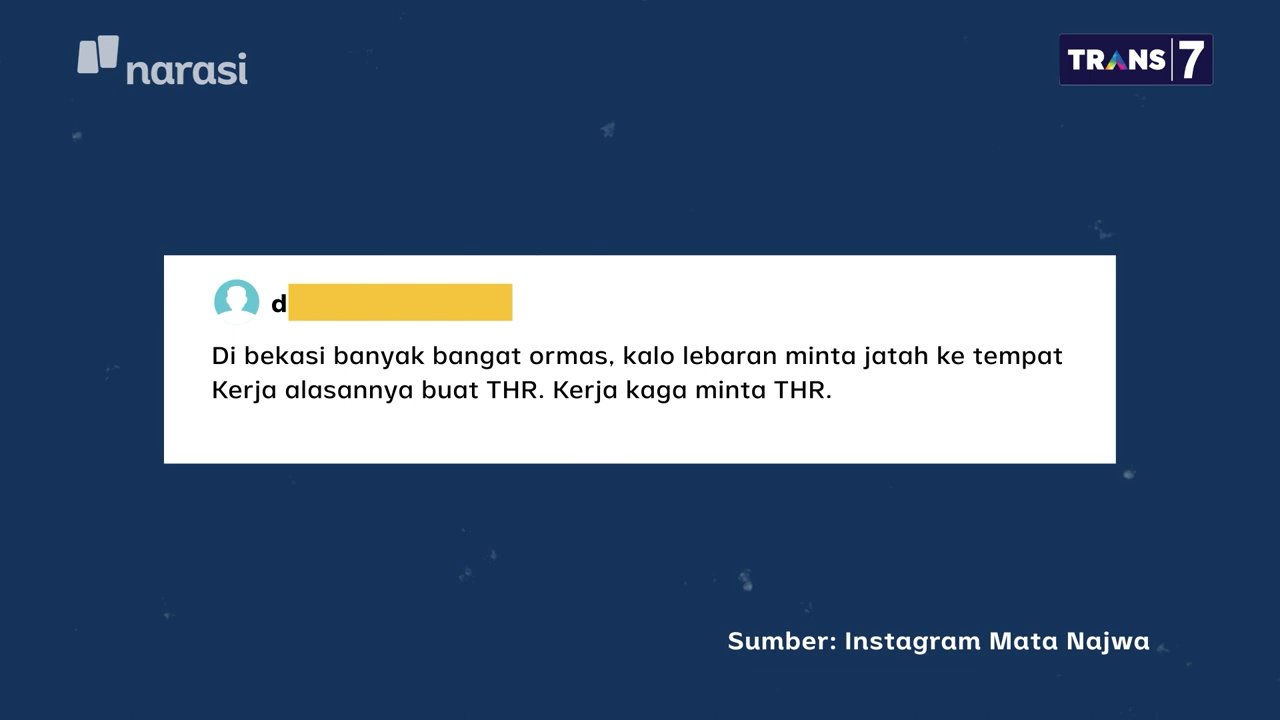 narasi
TRANS 7
d
Di bekasi banyak bangat ormas, kalo lebaran minta jatah ke tempat
Kerja alasannya buat THR. Kerja kaga minta THR.
Sumber: Instagram Mata Najwa